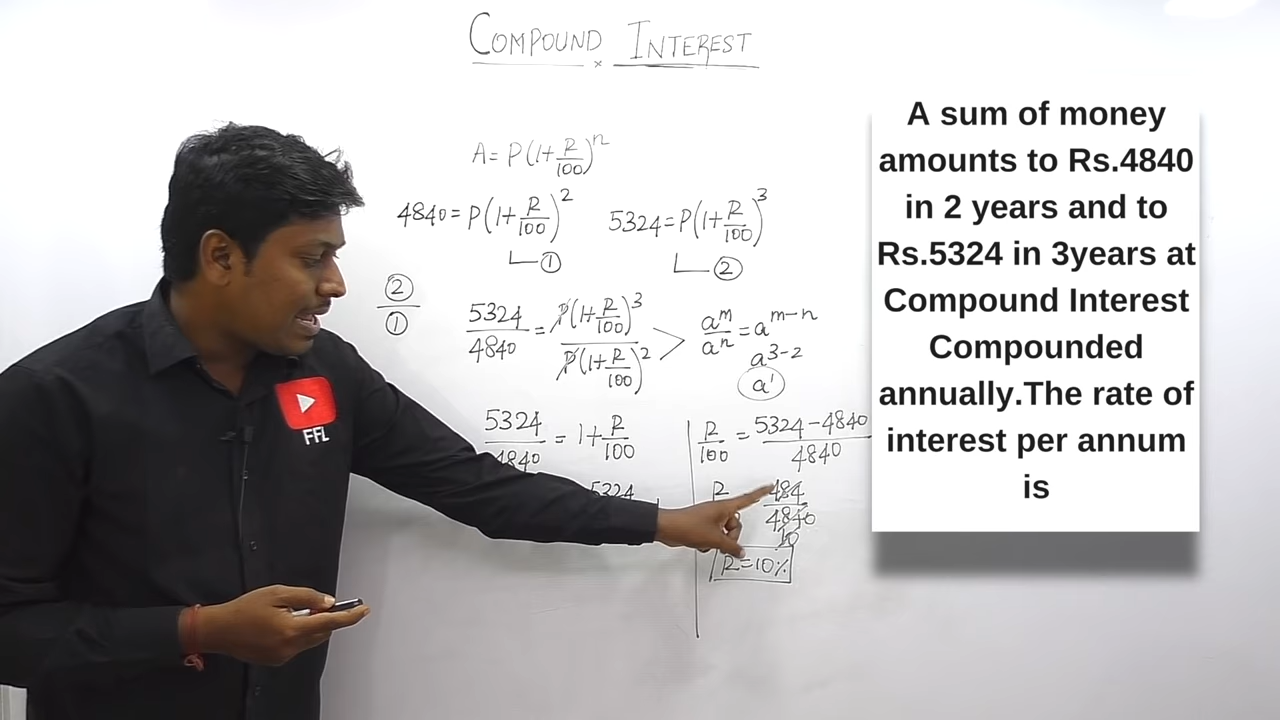 COMPOUND INTEREST
A = P(1+R/100)^n
4840 = P(1+R/100)^2
└ ①
5324 = P(1+R/100)^3
└ ②
②/①
5324/4840 = P(1+R/100)^3 / P(1+R/100)^2
a^m/a^n = a^m-n
a^3-2
a^1
5324/4840 = 1+R/100
5324
R/100 = 5324-4840/4840
R 484/4840
10
R=10%
FFL
A sum of money
amounts to Rs.4840
in 2 years and to
Rs.5324 in 3years at
Compound Interest
Compounded
annually.The rate of
interest per annum
is